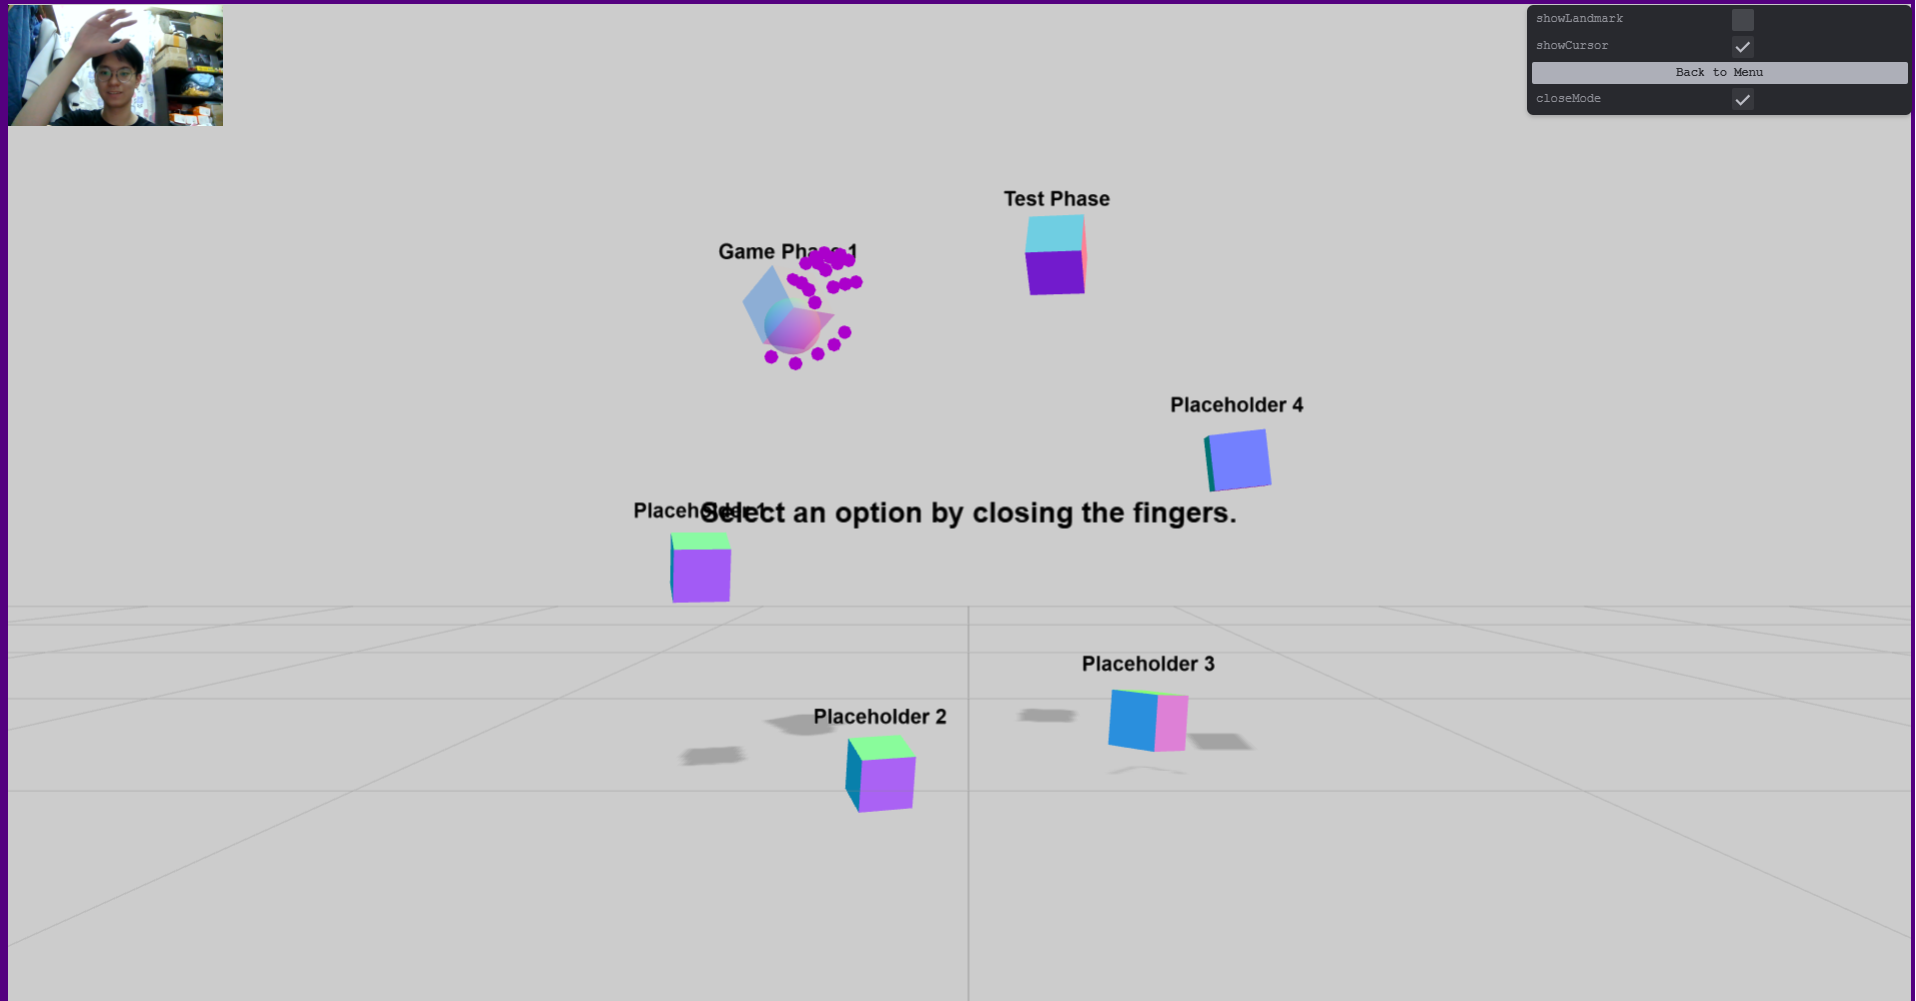 showLandmark
showCursor
Back to Menu
closeMode
Test Phase
Game Phase 1
Placeholder 4
Placeholder 1
Select an option by closing the fingers.
Placeholder 3
Placeholder 2